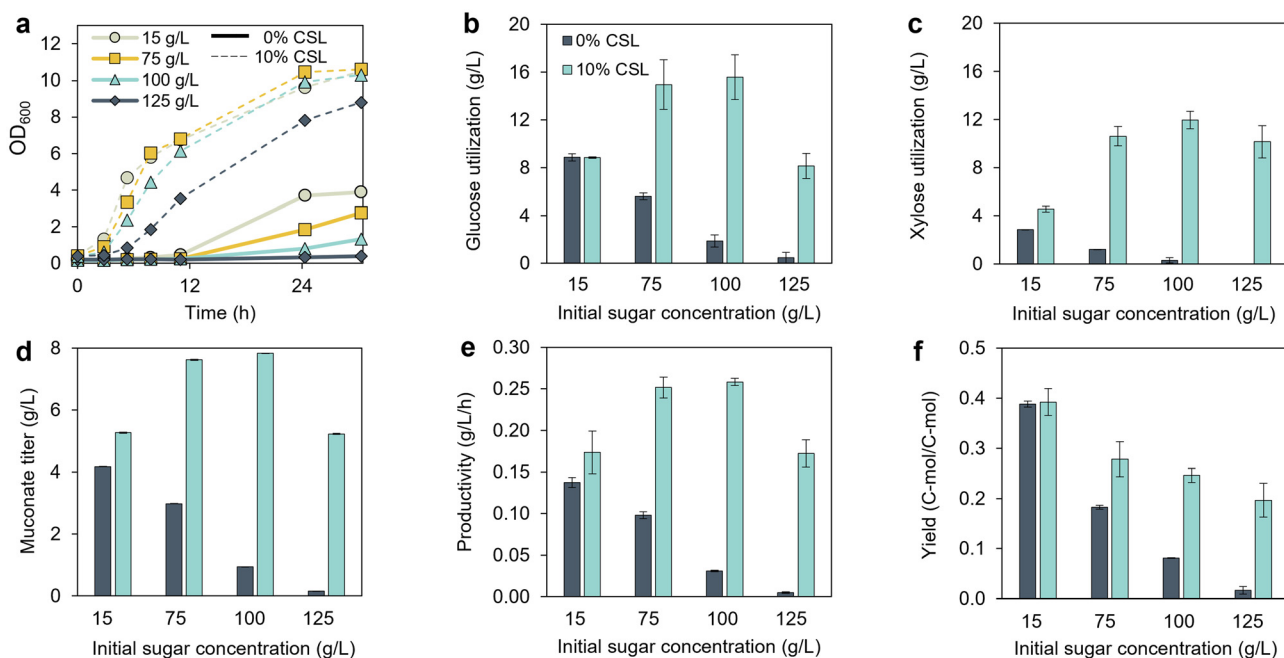 a
12
10
8
6
4
2
0
OD600
15 g/L
75 g/L
100 g/L
125 g/L
0% CSL
10% CSL
0 12 24
Time (h)
b
20
16
12
8
4
0
Glucose utilization (g/L)
0% CSL
10% CSL
15 75 100 125
Initial sugar concentration (g/L)
c
20
16
12
8
4
0
Xylose utilization (g/L)
15 75 100 125
Initial sugar concentration (g/L)
d
8
6
4
2
0
Muconate titer (g/L)
15 75 100 125
Initial sugar concentration (g/L)
e
0.30
0.25
0.20
0.15
0.10
0.05
0.00
Productivity (g/L/h)
15 75 100 125
Initial sugar concentration (g/L)
f
0.5
0.4
0.3
0.2
0.1
0.0
Yield (C-mol/C-mol)
15 75 100 125
Initial sugar concentration (g/L)